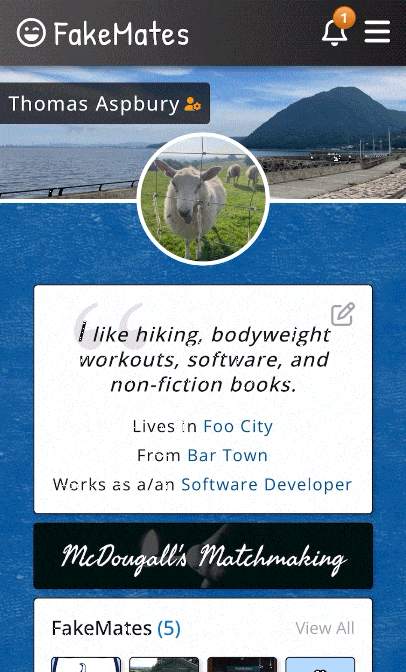 FakeMates
1
Thomas Aspbury
I like hiking, bodyweight
workouts, software, and
non-fiction books.
Lives in Foo City
From Bar Town
Works as a/an Software Developer
McDougall's Matchmaking
FakeMates (5)
View All